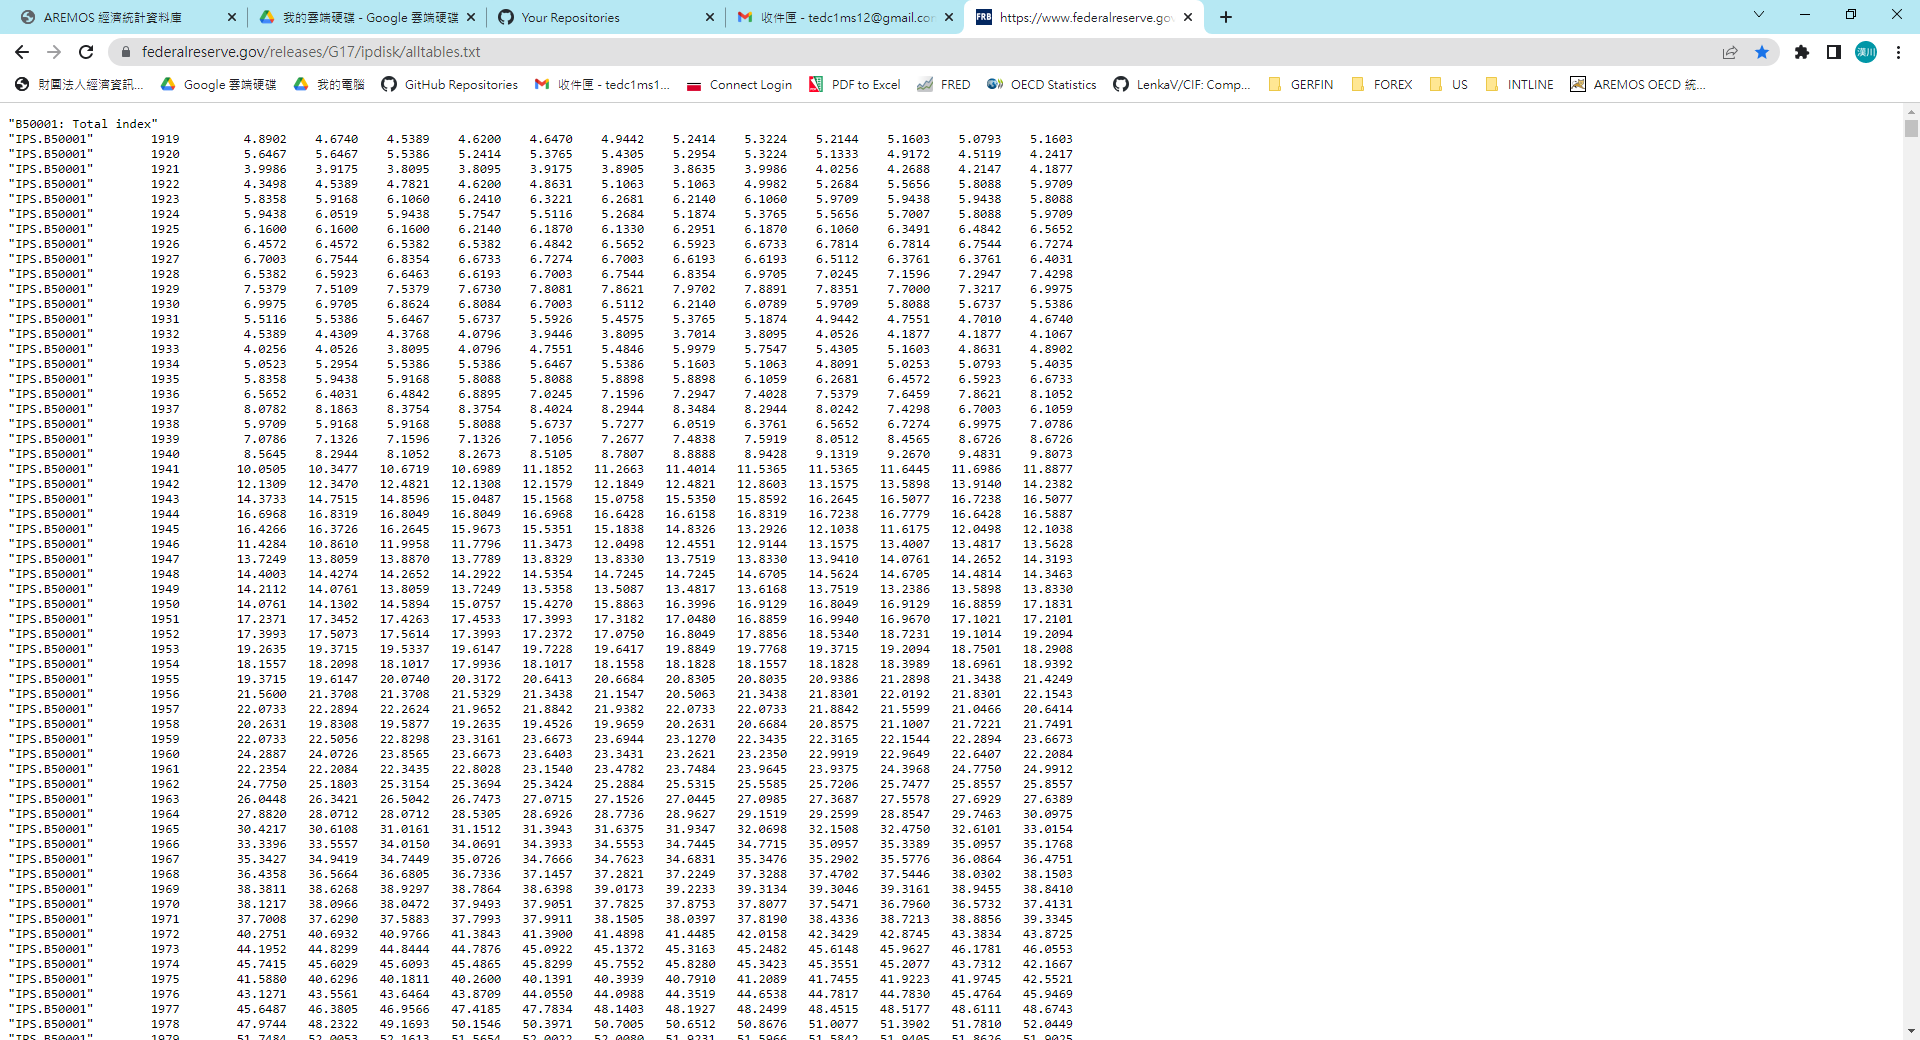 AREMOS 經濟統計資料庫
我的雲端硬碟 - Google 雲端硬碟
Your Repositories
收件匣 - tedc1ms12@gmail.cor
FRB https://www.federalreserve.gov
federalreserve.gov/releases/G17/ipdisk/alltables.txt
漢川
財團法人經濟資訊... Google 雲端硬碟 我的電腦 GitHub Repositories 收件匣 - tedc1ms1... Connect Login PDF to Excel FRED OECD Statistics LenkaV/CIF: Comp... GERFIN FOREX US INTLINE AREMOS OECD 統...
"B50001: Total index"
"IPS.B50001" 1919 4.8902 4.6740 4.5389 4.6200 4.6470 4.9442 5.2414 5.3224 5.2144 5.1603 5.0793 5.1603
"IPS.B50001" 1920 5.6467 5.6467 5.5386 5.2414 5.3765 5.4305 5.2954 5.3224 5.1333 4.9172 4.5119 4.2417
"IPS.B50001" 1921 3.9986 3.9175 3.8095 3.8095 3.9175 3.8905 3.8635 3.9986 4.0256 4.2688 4.2147 4.1877
"IPS.B50001" 1922 4.3498 4.5389 4.7821 4.6200 4.8631 5.1063 5.1063 4.9982 5.2684 5.5656 5.8088 5.9709
"IPS.B50001" 1923 5.8358 5.9168 6.1060 6.2410 6.3221 6.2681 6.2140 6.1060 5.9709 5.9438 5.9438 5.8088
"IPS.B50001" 1924 5.9438 6.0519 5.9438 5.7547 5.5116 5.2684 5.1874 5.3765 5.5656 5.7007 5.8088 5.9709
"IPS.B50001" 1925 6.1600 6.1600 6.1600 6.2140 6.1870 6.1330 6.2951 6.1870 6.1060 6.3491 6.4842 6.5652
"IPS.B50001" 1926 6.4572 6.4572 6.5382 6.5382 6.4842 6.5652 6.5923 6.6733 6.7814 6.7814 6.7544 6.7274
"IPS.B50001" 1927 6.7003 6.7544 6.8354 6.6733 6.7274 6.7003 6.6193 6.6193 6.5112 6.3761 6.3761 6.4031
"IPS.B50001" 1928 6.5382 6.5923 6.6463 6.6193 6.7003 6.7544 6.8354 6.9705 7.0245 7.1596 7.2947 7.4298
"IPS.B50001" 1929 7.5379 7.5109 7.5379 7.6730 7.8081 7.8621 7.9702 7.8891 7.8351 7.7000 7.3217 6.9975
"IPS.B50001" 1930 6.9975 6.9705 6.8624 6.8084 6.7003 6.5112 6.2140 6.0789 5.9709 5.8088 5.6737 5.5386
"IPS.B50001" 1931 5.5116 5.5386 5.6467 5.6737 5.5926 5.4575 5.3765 5.1874 4.9442 4.7551 4.7010 4.6740
"IPS.B50001" 1932 4.5389 4.4309 4.3768 4.0796 3.9446 3.8095 3.7014 3.8095 4.0526 4.1877 4.1877 4.1067
"IPS.B50001" 1933 4.0256 4.0526 3.8095 4.0796 4.7551 5.4846 5.9979 5.7547 5.4305 5.1603 4.8631 4.8902
"IPS.B50001" 1934 5.0523 5.2954 5.5386 5.5386 5.6467 5.5386 5.1603 5.1063 4.8091 5.0253 5.0793 5.4035
"IPS.B50001" 1935 5.8358 5.9438 5.9168 5.8088 5.8088 5.8898 5.8898 6.1059 6.2681 6.4572 6.5923 6.6733
"IPS.B50001" 1936 6.5652 6.4031 6.4842 6.8895 7.0245 7.1596 7.2947 7.4028 7.5379 7.6459 7.8621 8.1052
"IPS.B50001" 1937 8.0782 8.1863 8.3754 8.3754 8.4024 8.2944 8.3484 8.2944 8.0242 7.4298 6.7003 6.1059
"IPS.B50001" 1938 5.9709 5.9168 5.9168 5.8088 5.6737 5.7277 6.0519 6.3761 6.5652 6.7274 6.9975 7.0786
"IPS.B50001" 1939 7.0786 7.1326 7.1596 7.1326 7.1056 7.2677 7.4838 7.5919 8.0512 8.4565 8.6726 8.6726
"IPS.B50001" 1940 8.5645 8.2944 8.1052 8.2673 8.5105 8.7807 8.8888 8.9428 9.1319 9.2670 9.4831 9.8073
"IPS.B50001" 1941 10.0505 10.3477 10.6719 10.6989 11.1852 11.2663 11.4014 11.5365 11.5365 11.6445 11.6986 11.8877
"IPS.B50001" 1942 12.1309 12.3470 12.4821 12.1308 12.1579 12.1849 12.4821 12.8603 13.1575 13.5898 13.9140 14.2382
"IPS.B50001" 1943 14.3733 14.7515 14.8596 15.0487 15.1568 15.0758 15.5350 15.8592 16.2645 16.5077 16.7238 16.5077
"IPS.B50001" 1944 16.6968 16.8319 16.8049 16.8049 16.6968 16.6428 16.6158 16.8319 16.7238 16.7779 16.6428 16.5887
"IPS.B50001" 1945 16.4266 16.3726 16.2645 15.9673 15.5351 15.1838 14.8326 13.2926 12.1038 11.6175 12.0498 12.1038
"IPS.B50001" 1946 11.4284 10.8610 11.9958 11.7796 11.3473 12.0498 12.4551 12.9144 13.1575 13.4007 13.4817 13.5628
"IPS.B50001" 1947 13.7249 13.8059 13.8870 13.7789 13.8329 13.8330 13.7519 13.8330 13.9410 14.0761 14.2652 14.3193
"IPS.B50001" 1948 14.4003 14.4274 14.2652 14.2922 14.5354 14.7245 14.7245 14.6705 14.5624 14.6705 14.4814 14.3463
"IPS.B50001" 1949 14.2112 14.0761 13.8059 13.7249 13.5358 13.5087 13.4817 13.6168 13.7519 13.2386 13.5898 13.8330
"IPS.B50001" 1950 14.0761 14.1302 14.5894 15.0757 15.4270 15.8863 16.3996 16.9129 16.8049 16.9129 16.8859 17.1831
"IPS.B50001" 1951 17.2371 17.3452 17.4263 17.4533 17.3993 17.3182 17.0480 16.8859 16.9940 16.9670 17.1021 17.2101
"IPS.B50001" 1952 17.3993 17.5073 17.5614 17.3993 17.2372 17.0750 16.8049 17.8856 18.5340 18.7231 19.1014 19.2094
"IPS.B50001" 1953 19.2635 19.3715 19.5337 19.6147 19.7228 19.6417 19.8849 19.7768 19.3715 19.2094 18.7501 18.2908
"IPS.B50001" 1954 18.1557 18.2098 18.1017 17.9936 18.1017 18.1558 18.1828 18.1557 18.1828 18.3989 18.6961 18.9392
"IPS.B50001" 1955 19.3715 19.6147 20.0740 20.3172 20.6413 20.6684 20.8305 20.8035 20.9386 21.2898 21.3438 21.4249
"IPS.B50001" 1956 21.5600 21.3708 21.3708 21.5329 21.3438 21.1547 20.5063 21.3438 21.8301 22.0192 21.8301 22.1543
"IPS.B50001" 1957 22.0733 22.2894 22.2624 21.9652 21.8842 21.9382 22.0733 22.0733 21.8842 21.5599 21.0466 20.6414
"IPS.B50001" 1958 20.2631 19.8308 19.5877 19.2635 19.4526 19.9659 20.2631 20.6684 20.8575 21.1007 21.7221 21.7491
"IPS.B50001" 1959 22.0733 22.5056 22.8298 23.3161 23.6673 23.6944 23.1270 22.3435 22.3165 22.1544 22.2894 23.6673
"IPS.B50001" 1960 24.2887 24.0726 23.8565 23.6673 23.6403 23.3431 23.2621 23.2350 22.9919 22.9649 22.6407 22.2084
"IPS.B50001" 1961 22.2354 22.2084 22.3435 22.8028 23.1540 23.4782 23.7484 23.9645 23.9375 24.3968 24.7750 24.9912
"IPS.B50001" 1962 24.7750 25.1803 25.3154 25.3694 25.3424 25.2884 25.5315 25.5585 25.7206 25.7477 25.8557 25.8557
"IPS.B50001" 1963 26.0448 26.3421 26.5042 26.7473 27.0715 27.1526 27.0445 27.0985 27.3687 27.5578 27.6929 27.6389
"IPS.B50001" 1964 27.8820 28.0712 28.0712 28.5305 28.6926 28.7736 28.9627 29.1519 29.2599 28.8547 29.7463 30.0975
"IPS.B50001" 1965 30.4217 30.6108 31.0161 31.1512 31.3943 31.6375 31.9347 32.0698 32.1508 32.4750 32.6101 33.0154
"IPS.B50001" 1966 33.3396 33.5557 34.0150 34.0691 34.3933 34.5553 34.7445 34.7715 35.0957 35.3389 35.0957 35.1768
"IPS.B50001" 1967 35.3427 34.9419 34.7449 35.0726 34.7666 34.7623 34.6831 35.3476 35.2902 35.5776 36.0864 36.4751
"IPS.B50001" 1968 36.4358 36.5664 36.6805 36.7336 37.1457 37.2821 37.2249 37.3288 37.4702 37.5446 38.0302 38.1503
"IPS.B50001" 1969 38.3811 38.6268 38.9297 38.7864 38.6398 39.0173 39.2233 39.3134 39.3046 39.3161 38.9455 38.8410
"IPS.B50001" 1970 38.1217 38.0966 38.0472 37.9493 37.9051 37.7825 37.8753 37.8077 37.5471 36.7960 36.5732 37.4131
"IPS.B50001" 1971 37.7008 37.6290 37.5883 37.7993 37.9911 38.1505 38.0397 37.8190 38.4336 38.7213 38.8856 39.3345
"IPS.B50001" 1972 40.2751 40.6932 40.9766 41.3843 41.3900 41.4898 41.4485 42.0158 42.3429 42.8745 43.3834 43.8725
"IPS.B50001" 1973 44.1952 44.8299 44.8444 44.7876 45.0922 45.1372 45.3163 45.2482 45.6148 45.9627 46.1781 46.0553
"IPS.B50001" 1974 45.7415 45.6029 45.6093 45.4865 45.8299 45.7552 45.8280 45.3423 45.3551 45.2077 43.7312 42.1667
"IPS.B50001" 1975 41.5880 40.6296 40.1811 40.2600 40.1391 40.3939 40.7910 41.2089 41.7455 41.9223 41.9745 42.5521
"IPS.B50001" 1976 43.1271 43.5561 43.6464 43.8709 44.0550 44.0988 44.3519 44.6538 44.7817 44.7830 45.4764 45.9469
"IPS.B50001" 1977 45.6487 46.3805 46.9566 47.4185 47.7834 48.1403 48.1927 48.2499 48.4515 48.5177 48.6111 48.6743
"IPS.B50001" 1978 47.9744 48.2322 49.1693 50.1546 50.3971 50.7005 50.6512 50.8676 51.0077 51.3902 51.7810 52.0449
"IPS.B50001" 1979 51.7484 52.0053 52.1613 51.5654 52.0022 52.0080 51.9231 51.5966 51.5842 51.9405 51.8626 51.9025